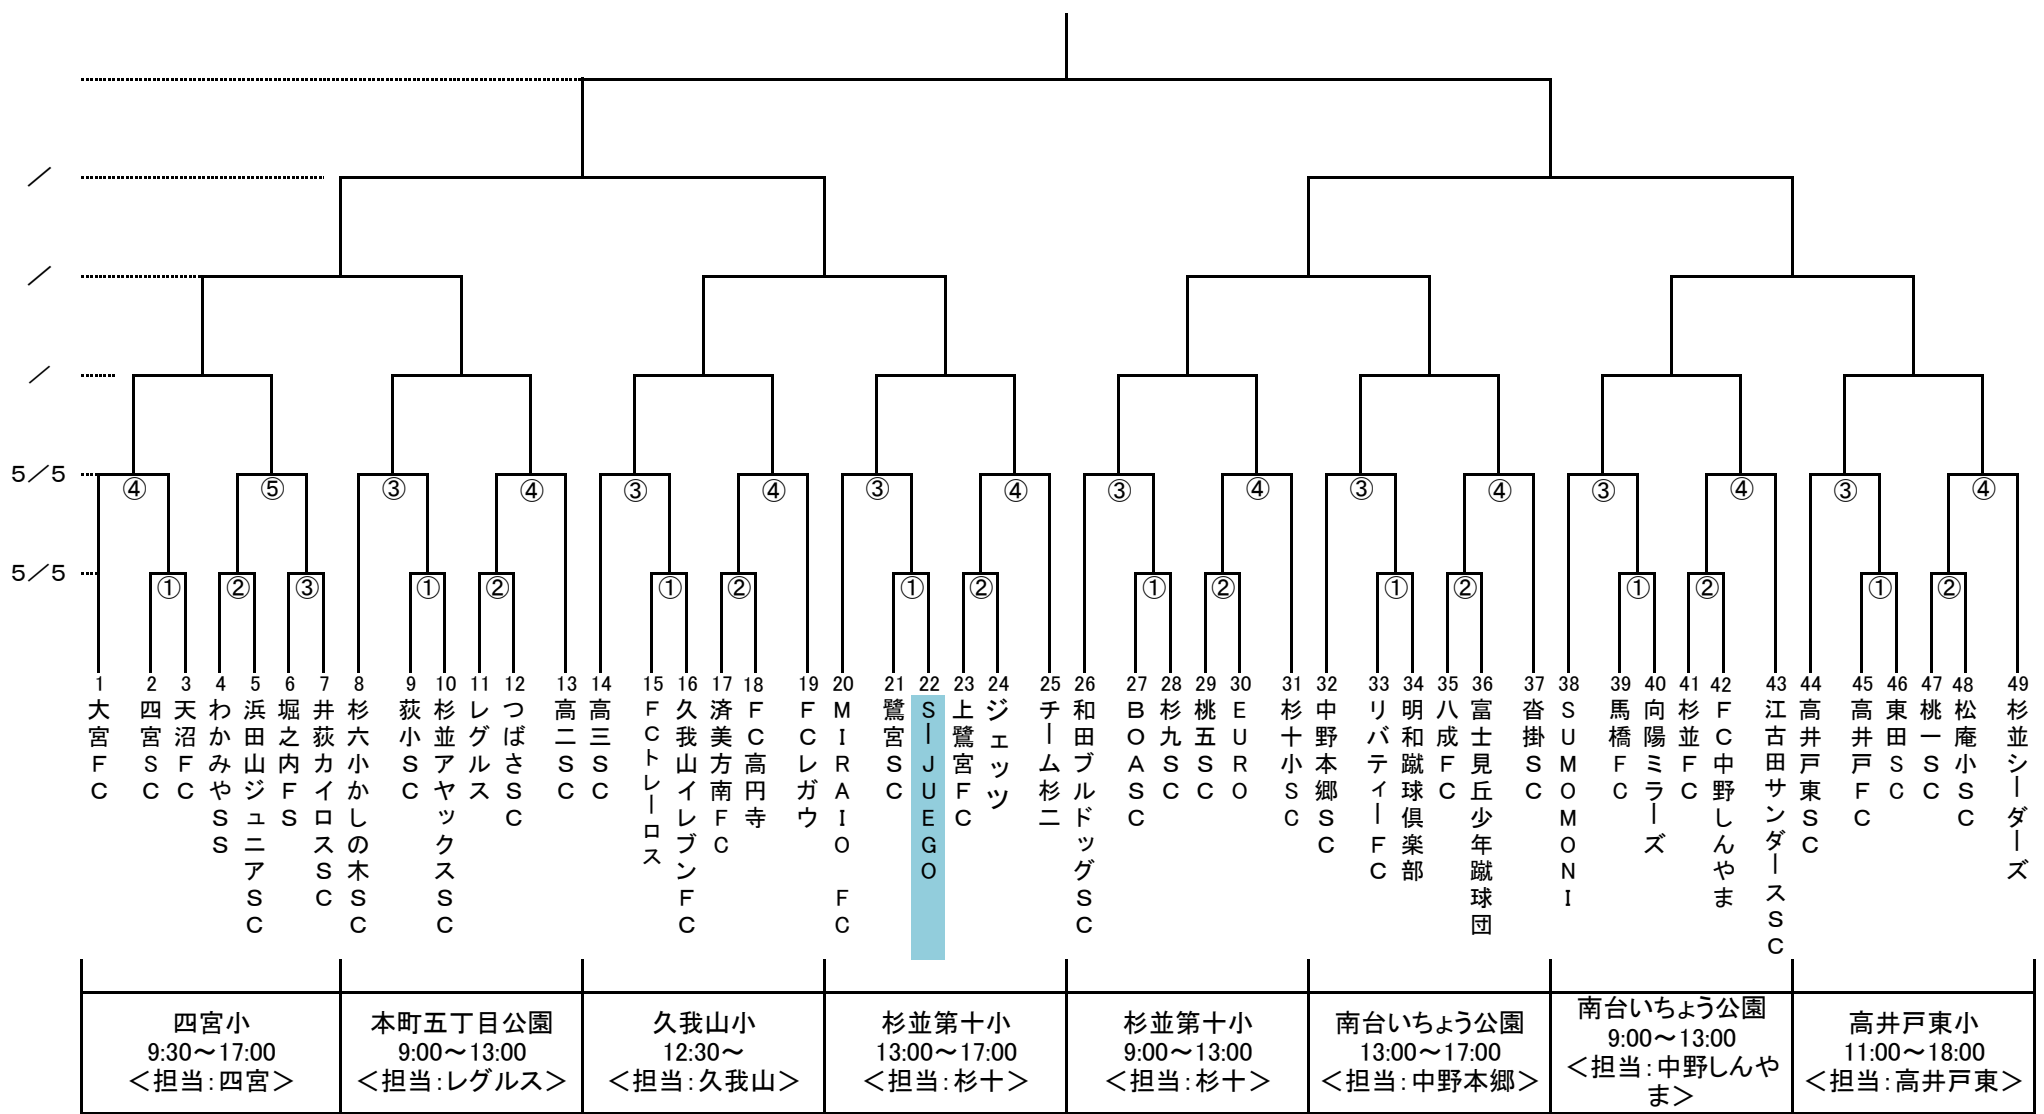 ／
／
／
5／5
④
⑤
③
④
③
④
③
④
③
④
③
④
③
④
③
④
5／5
①
②
③
①
②
①
②
①
②
①
②
①
②
①
②
①
②
1
大宮FC
2
四宮SC
3
天沼FC
4
わかみやSS
5
浜田山ジュニアSC
6
堀之内FS
7
井荻カイロスSC
8
杉六小かしの木SC
9
荻小SC
10
杉並アヤックスSC
11
レグルス
12
つばさSC
13
高二SC
14
高三SC
15
FCトレーロス
16
久我山イレブンFC
17
済美方南FC
18
FC高円寺
19
FCレガウ
20
MIRAIO FC
21
鷺宮SC
22
S－JUEGO
23
上鷺宮FC
24
ジェッツ
25
チーム杉二
26
和田ブルドッグSC
27
BOASC
28
杉九SC
29
桃五SC
30
EURO
31
杉十小SC
32
中野本郷SC
33
リバティーFC
34
明和蹴球倶楽部
35
八成FC
36
富士見丘少年蹴球団
37
沓掛SC
38
SUMOMONI
39
馬橋FC
40
向陽ミラーズ
41
杉並FC
42
FC中野しんやま
43
江古田サンダースSC
44
高井戸東SC
45
高井戸FC
46
東田SC
47
桃一SC
48
松庵小SC
49
杉並シーダーズ
四宮小
9:30～17:00
＜担当：四宮＞
本町五丁目公園
9:00～13:00
＜担当：レグルス＞
久我山小
12:30～
＜担当：久我山＞
杉並第十小
13:00～17:00
＜担当：杉十＞
杉並第十小
9:00～13:00
＜担当：杉十＞
南台いちょう公園
13:00～17:00
＜担当：中野本郷＞
南台いちょう公園
9:00～13:00
＜担当：中野しんや
ま＞
高井戸東小
11:00～18:00
＜担当：高井戸東＞